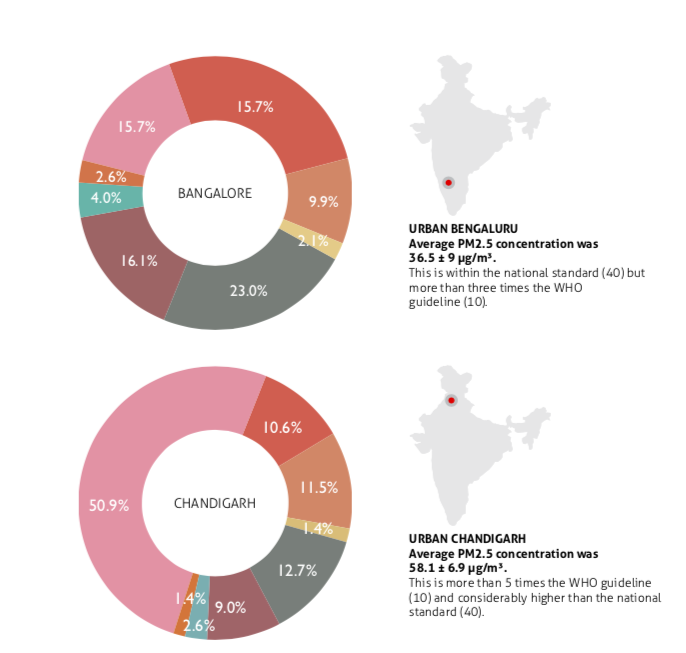 15.7%
15.7%
2.6%
9.9%
4.0%
BANGALORE
2.1%
16.1%
23.0%
URBAN BENGALURU
Average PM2.5 concentration was
36.5 ± 9 µg/m³.
This is within the national standard (40) but
more than three times the WHO
guideline (10).
10.6%
11.5%
50.9%
CHANDIGARH
1.4%
12.7%
1.4%
9.0%
2.6%
URBAN CHANDIGARH
Average PM2.5 concentration was
58.1 ± 6.9 µg/m³.
This is more than 5 times the WHO guideline
(10) and considerably higher than the national
standard (40).